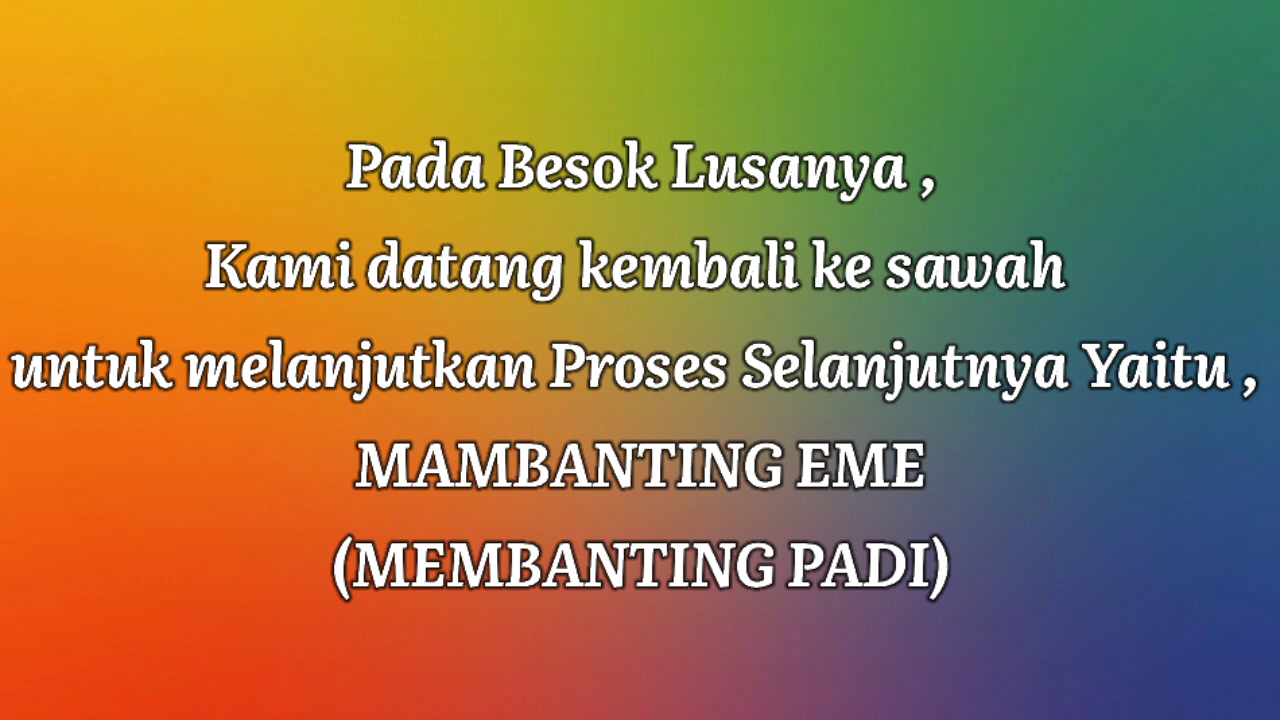 Pada Besok Lusanya ,
Kami datang kembali ke sawah
untuk melanjutkan Proses Selanjutnya Yaitu ,
MAMBANTING EME
(MEMBANTING PADI)